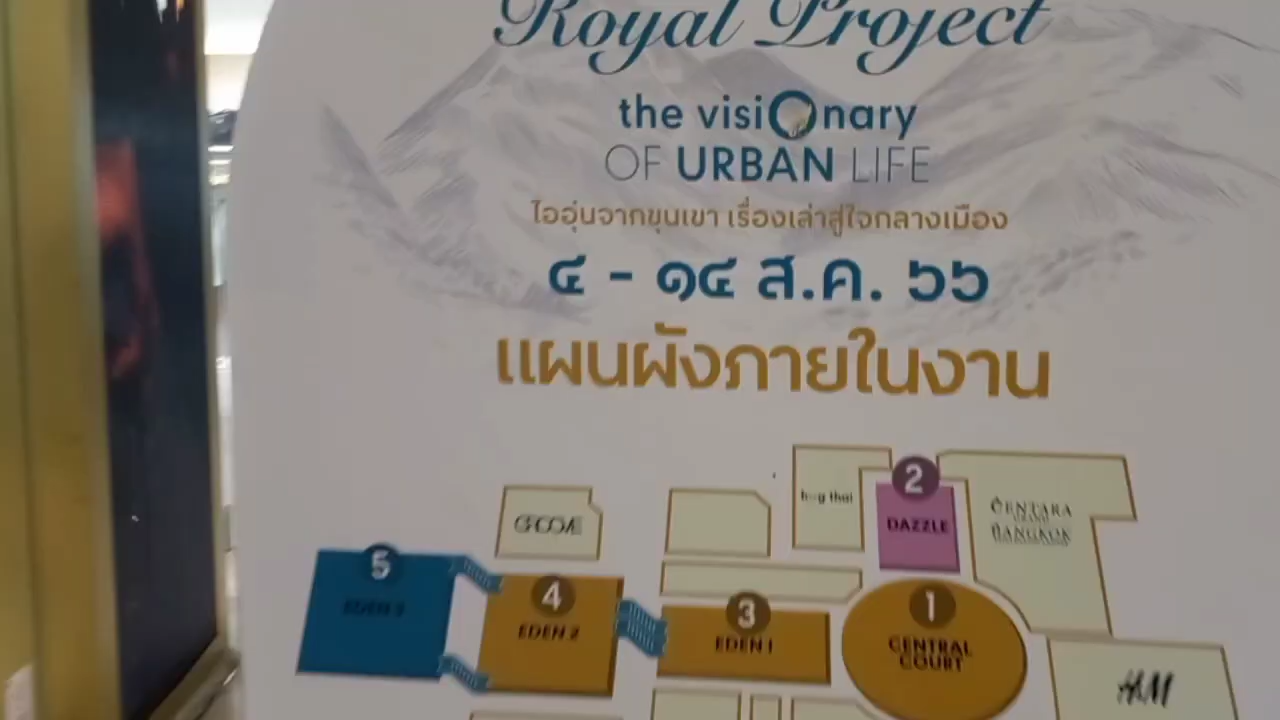 Royal Project
the visiOnary
OF URBAN LIFE
ไออุ่นจากขุนเขา เรื่องเล่าสู่ใจกลางเมือง
๔ - ๑๔ ส.ค. ๖๖
แผนผังภายในงาน
2
DAZZLE
CENTARA
GRAND
BANGKOK
5
EDEN 3
4
EDEN 2
3
EDEN 1
1
CENTRAL
COURT
H&M